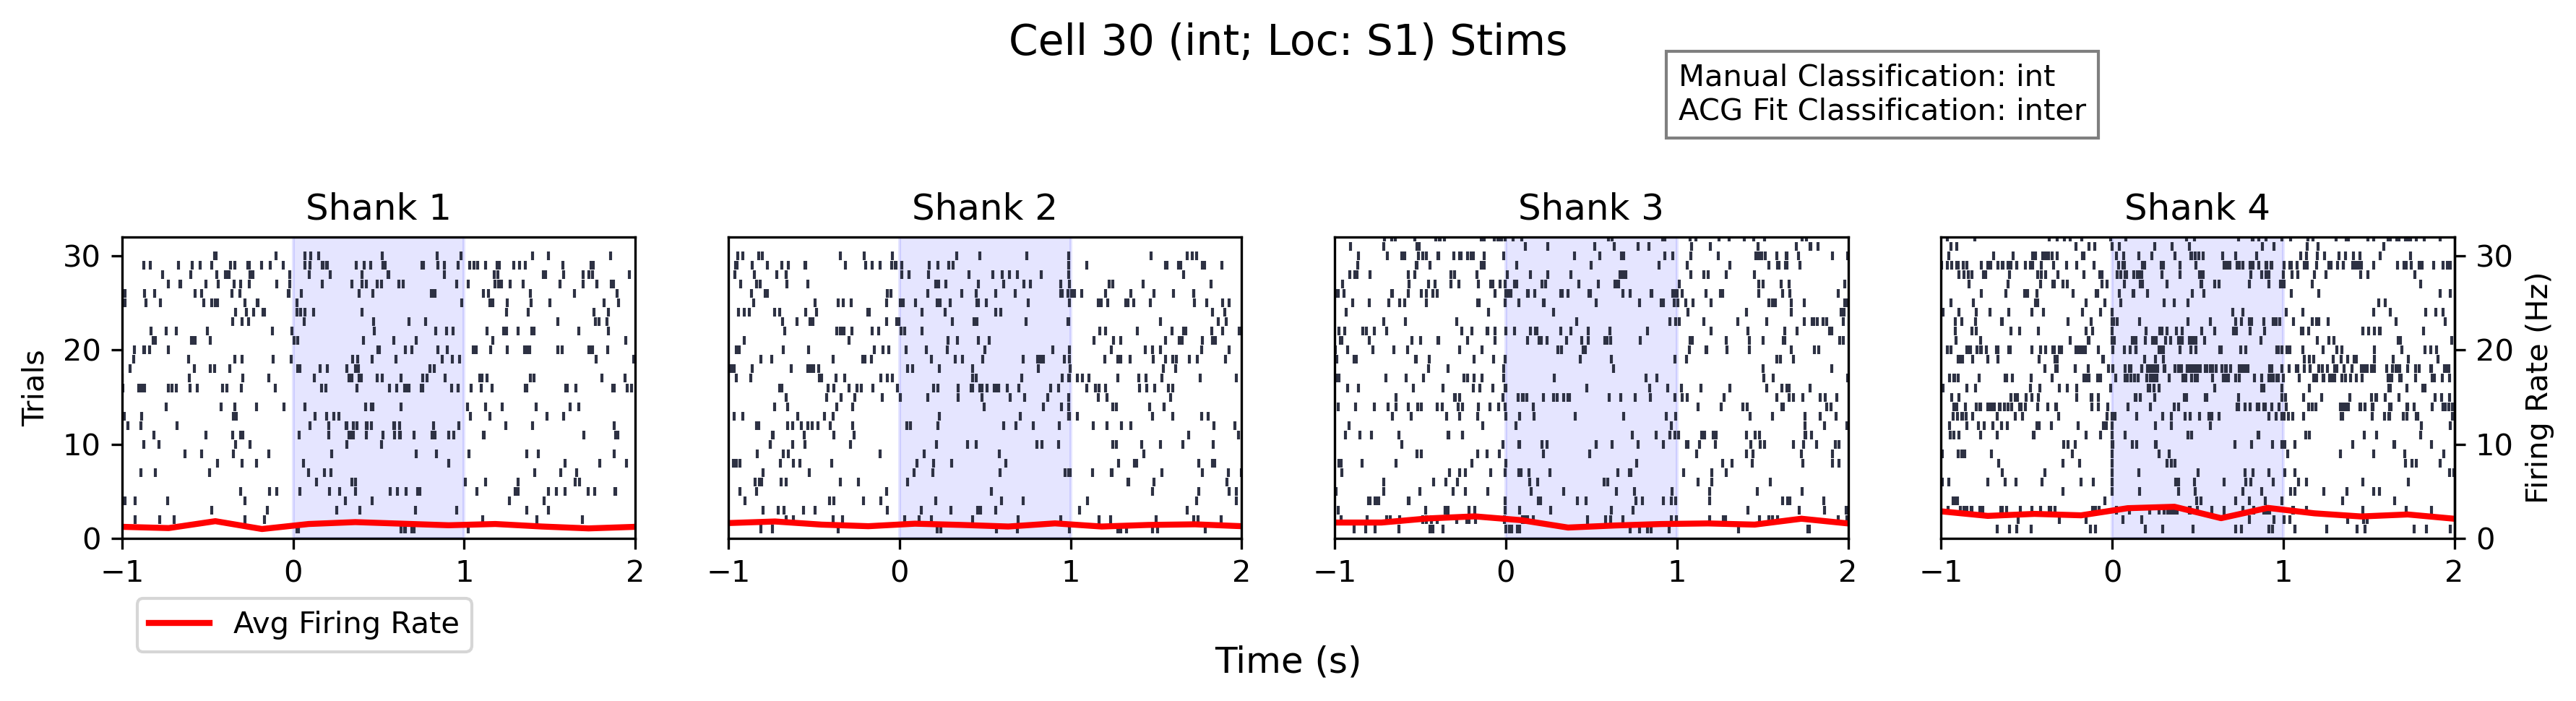 Cell 30 (int; Loc: S1) Stims
Manual Classification: int
ACG Fit Classification: inter
Shank 1
Shank 2
Shank 3
Shank 4
30
20
10
0
Trials
−1 0 1 2
−1 0 1 2
−1 0 1 2
−1 0 1 2
30
20
10
0
Firing Rate (Hz)
Avg Firing Rate
Time (s)